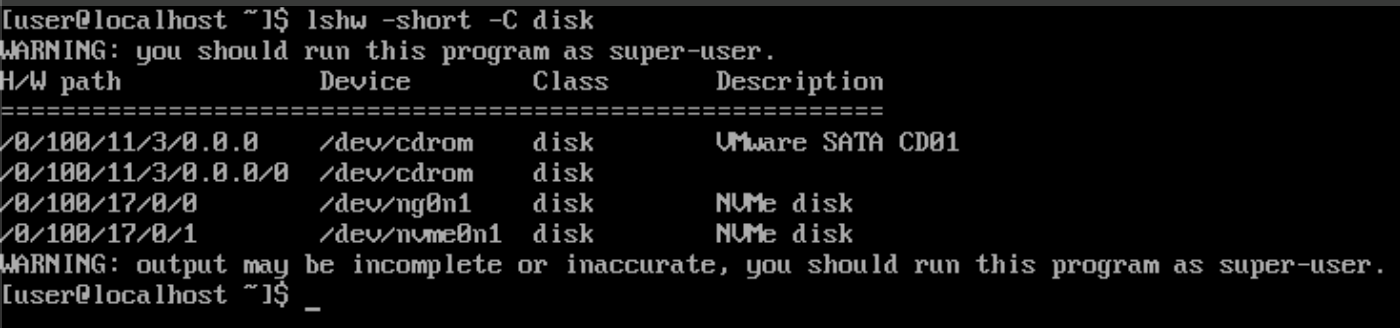 [user@localhost ~]$ lshw -short -C disk
WARNING: you should run this program as super-user.
H/W path             Device        Class        Description
==========================================================
/0/100/11/3/0.0.0    /dev/cdrom    disk         VMware SATA CD01
/0/100/11/3/0.0.0/0  /dev/cdrom    disk
/0/100/17/0/0        /dev/ng0n1    disk         NVMe disk
/0/100/17/0/1        /dev/nvme0n1  disk         NVMe disk
WARNING: output may be incomplete or inaccurate, you should run this program as super-user.
[user@localhost ~]$ _